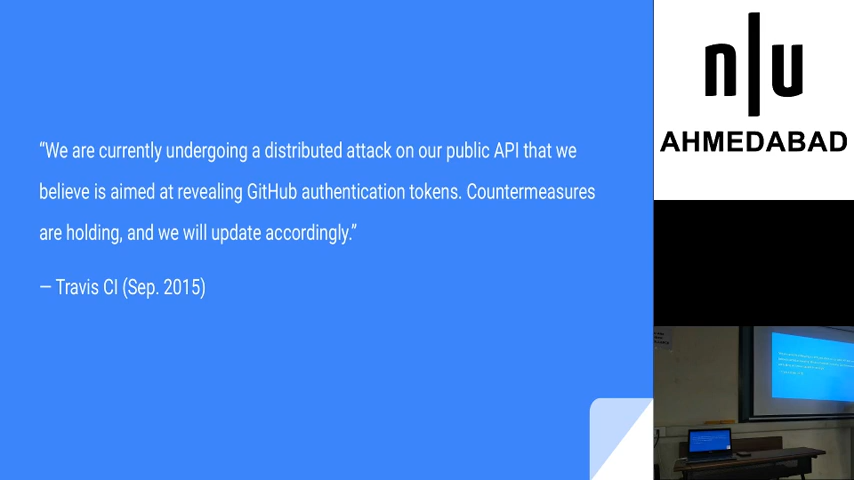 “We are currently undergoing a distributed attack on our public API that we
believe is aimed at revealing GitHub authentication tokens. Countermeasures
are holding, and we will update accordingly.”
— Travis CI (Sep. 2015)
n|u
AHMEDABAD